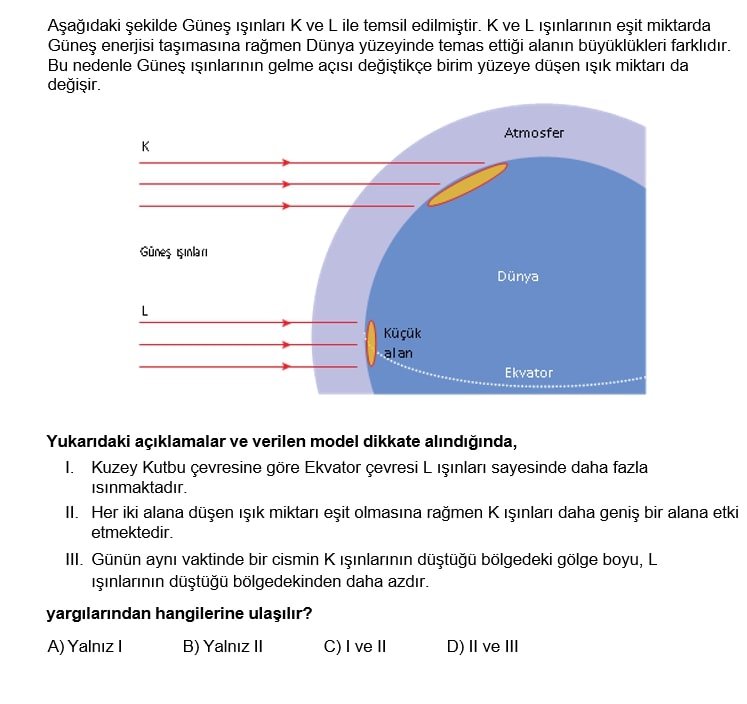 Aşağıdaki şekilde Güneş ışınları K ve L ile temsil edilmiştir. K ve L ışınlarının eşit miktarda
Güneş enerjisi taşımasına rağmen Dünya yüzeyinde temas ettiği alanın büyüklükleri farklıdır.
Bu nedenle Güneş ışınlarının gelme açısı değiştikçe birim yüzeye düşen ışık miktarı da
değişir.
Atmosfer
K
Güneş ışınları
Dünya
L
Küçük
alan
Ekvator
Yukarıdaki açıklamalar ve verilen model dikkate alındığında,
I. Kuzey Kutbu çevresine göre Ekvator çevresi L ışınları sayesinde daha fazla
ısınmaktadır.
II. Her iki alana düşen ışık miktarı eşit olmasına rağmen K ışınları daha geniş bir alana etki
etmektedir.
III. Günün aynı vaktinde bir cismin K ışınlarının düştüğü bölgedeki gölge boyu, L
ışınlarının düştüğü bölgedekinden daha azdır.
yargılarından hangilerine ulaşılır?
A) Yalnız I B) Yalnız II C) I ve II D) II ve III